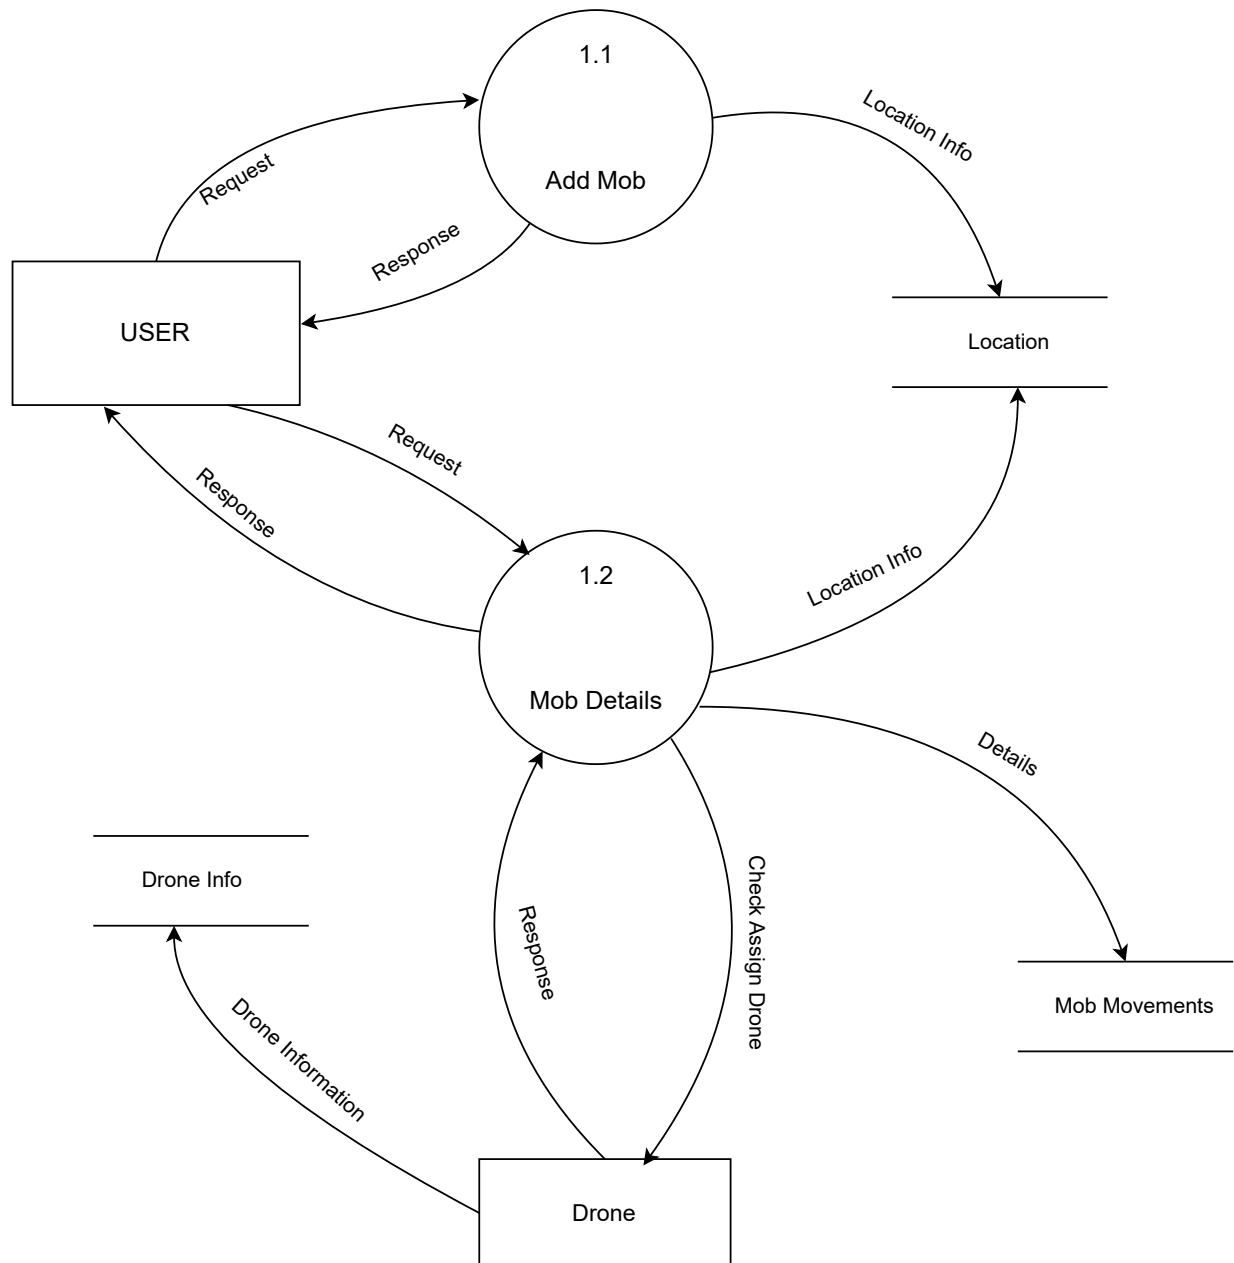 1.1
Add Mob
Request
Location Info
Response
USER
Location
Request
Response
1.2
Mob Details
Location Info
Details
Drone Info
Response
Check Assign Drone
Mob Movements
Drone Information
Drone